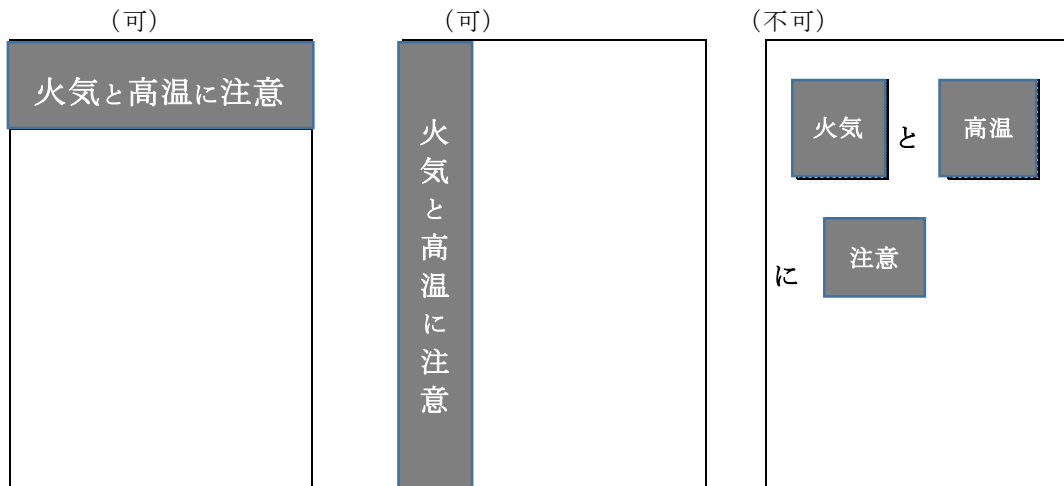 (可)
火気と高温に注意
(可)
火気と高温に注意
(不可)
火気 と 高温
に 注意